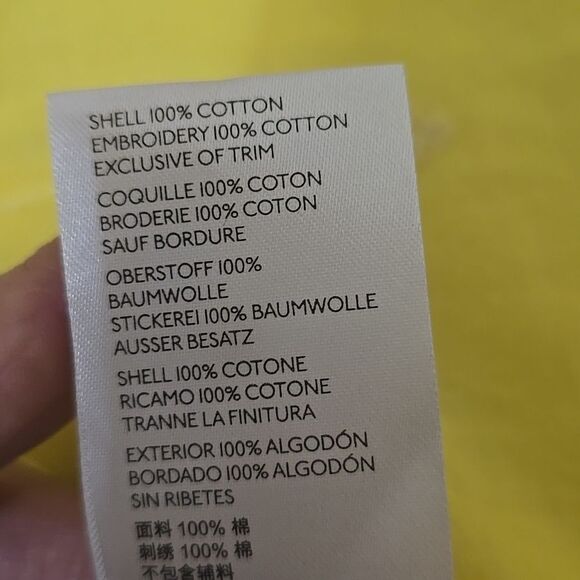 SHELL 100% COTTON
EMBROIDERY 100% COTTON
EXCLUSIVE OF TRIM
COQUILLE 100% COTON
BRODERIE 100% COTON
SAUF BORDURE
OBERSTOFF 100%
BAUMWOLLE
STICKEREI 100% BAUMWOLLE
AUSSER BESATZ
SHELL 100% COTONE
RICAMO 100% COTONE
TRANNE LA FINITURA
EXTERIOR 100% ALGODÓN
BORDADO 100% ALGODÓN
SIN RIBETES
面料 100% 棉
刺绣 100% 棉
不包含辅料